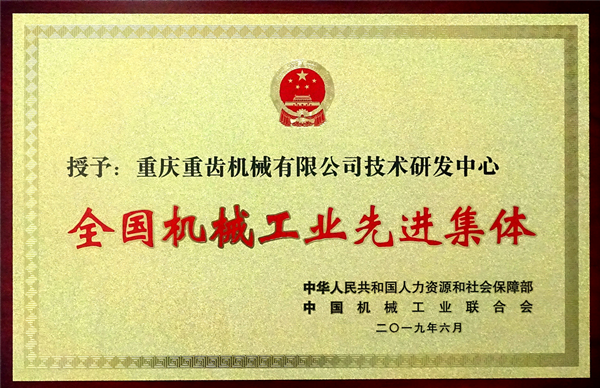 授予：重庆重齿机械有限公司技术研发中心
全国机械工业先进集体
中华人民共和国人力资源和社会保障部
中国机械工业联合会
二〇一九年六月